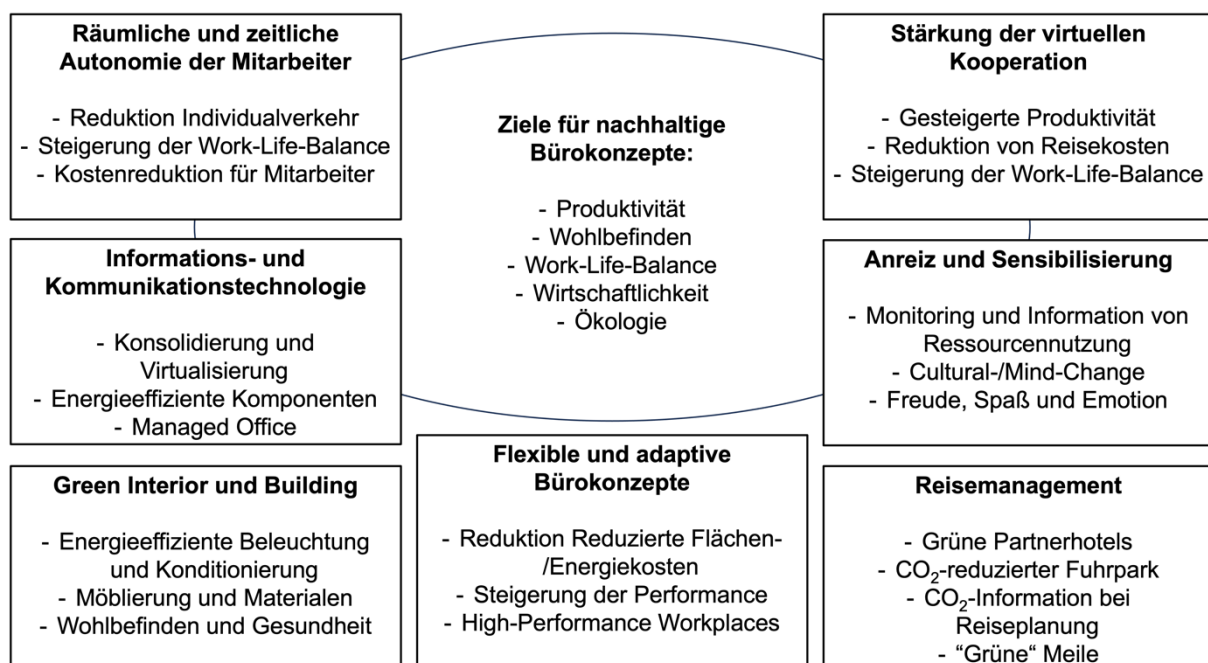 Räumliche und zeitliche
Autonomie der Mitarbeiter
- Reduktion Individualverkehr
- Steigerung der Work-Life-Balance
- Kostenreduktion für Mitarbeiter
Ziele für nachhaltige
Bürokonzepte:
- Produktivität
- Wohlbefinden
- Work-Life-Balance
- Wirtschaftlichkeit
- Ökologie
Stärkung der virtuellen
Kooperation
- Gesteigerte Produktivität
- Reduktion von Reisekosten
- Steigerung der Work-Life-Balance
Informations- und
Kommunikationstechnologie
- Konsolidierung und
Virtualisierung
- Energieeffiziente Komponenten
- Managed Office
Anreiz und Sensibilisierung
- Monitoring und Information von
Ressourcennutzung
- Cultural-/Mind-Change
- Freude, Spaß und Emotion
Green Interior und Building
- Energieeffiziente Beleuchtung
und Konditionierung
- Möblierung und Materialen
- Wohlbefinden und Gesundheit
Flexible und adaptive
Bürokonzepte
- Reduktion Reduzierte Flächen-
/Energiekosten
- Steigerung der Performance
- High-Performance Workplaces
Reisemanagement
- Grüne Partnerhotels
- CO₂-reduzierter Fuhrpark
- CO₂-Information bei
Reiseplanung
- “Grüne“ Meile